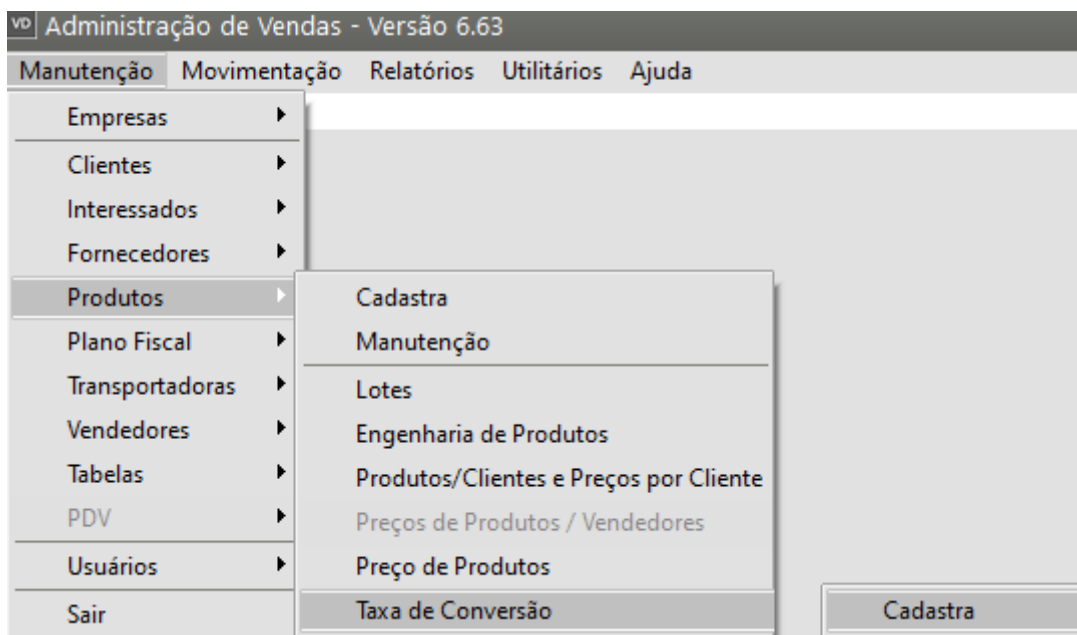 VD Administração de Vendas - Versão 6.63
Manutenção Movimentação Relatórios Utilitários Ajuda
Empresas
Clientes
Interessados
Fornecedores
Produtos
Plano Fiscal
Transportadoras
Vendedores
Tabelas
PDV
Usuários
Sair
Cadastra
Manutenção
Lotes
Engenharia de Produtos
Produtos/Clientes e Preços por Cliente
Preços de Produtos / Vendedores
Preço de Produtos
Taxa de Conversão
Cadastra